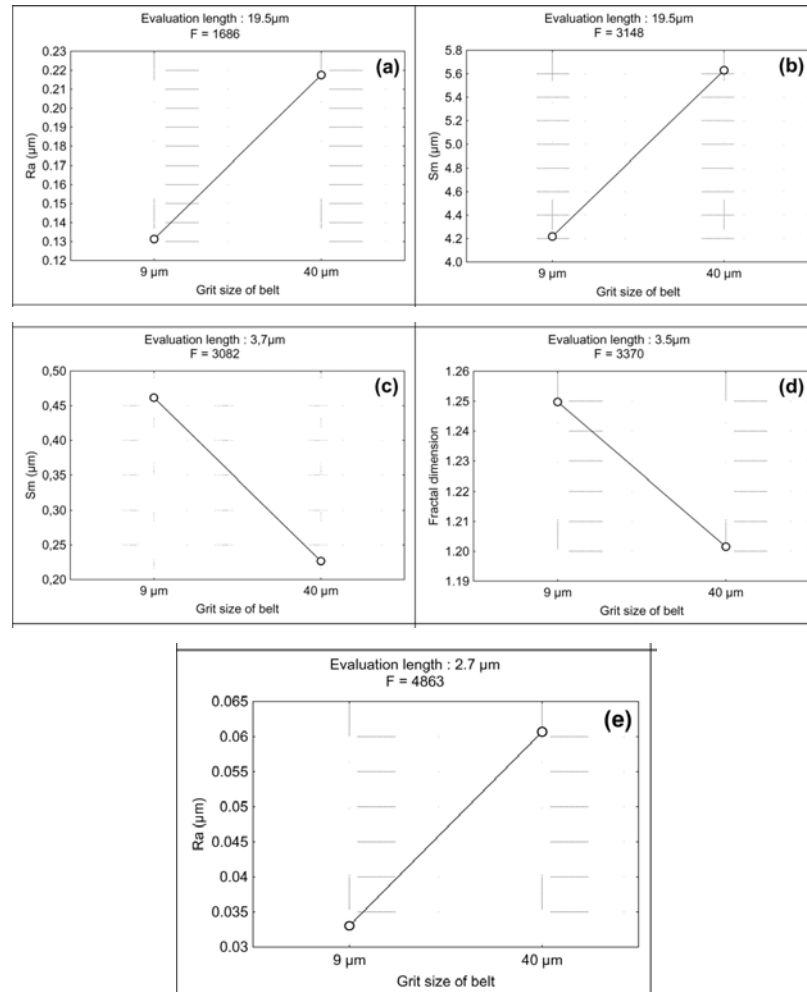 Evaluation length : 19.5µm
F = 1686
(a)
Ra (µm)
0.23
0.22
0.21
0.20
0.19
0.18
0.17
0.16
0.15
0.14
0.13
0.12
9 µm
40 µm
Grit size of belt
Evaluation length : 19.5µm
F = 3148
(b)
Sm (µm)
5.8
5.6
5.4
5.2
5.0
4.8
4.6
4.4
4.2
4.0
9 µm
40 µm
Grit size of belt
Evaluation length : 3,7µm
F = 3082
(c)
Sm (µm)
0,50
0,45
0,40
0,35
0,30
0,25
0,20
9 µm
40 µm
Grit size of belt
Evaluation length : 3.5µm
F = 3370
(d)
Fractal dimension
1.26
1.25
1.24
1.23
1.22
1.21
1.20
1.19
9 µm
40 µm
Grit size of belt
Evaluation length : 2.7 µm
F = 4863
(e)
Ra (µm)
0.065
0.06
0.055
0.05
0.045
0.04
0.035
0.03
9 µm
40 µm
Grit size of belt